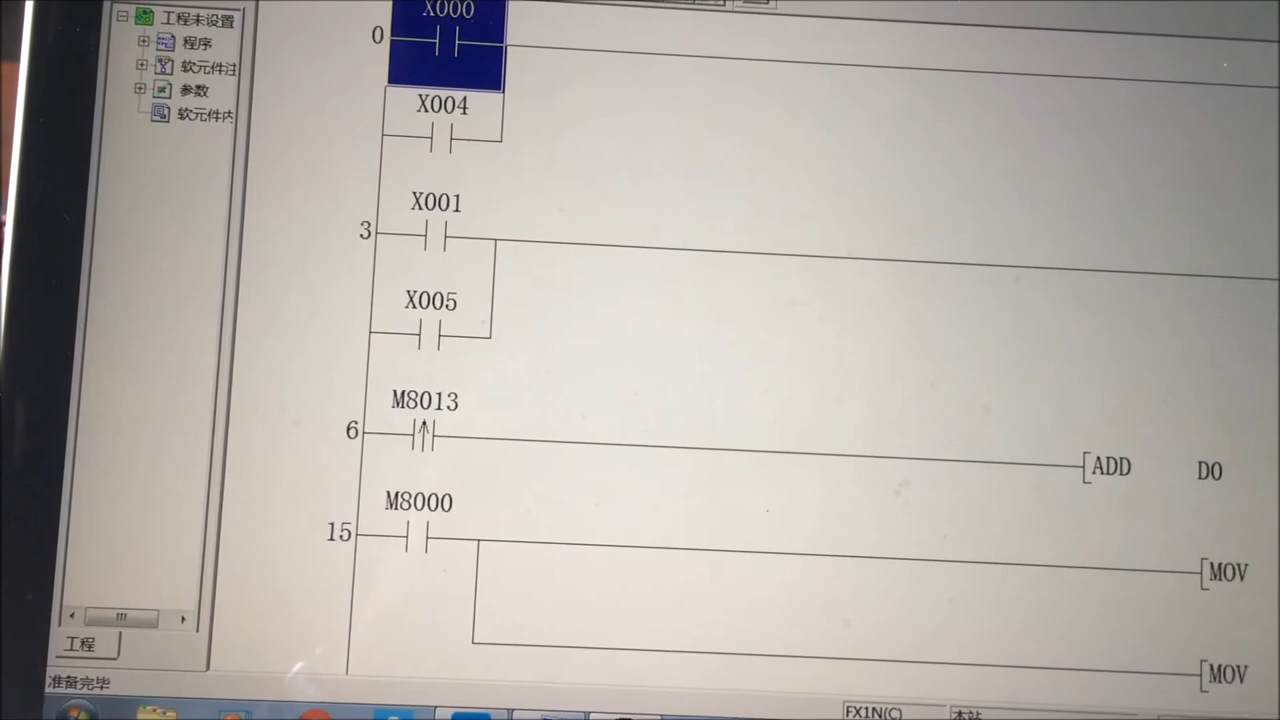 工程未设置
程序
软元件注
参数
软元件内
工程
准备完毕
X000
0
X004
X001
3
X005
M8013
6
ADD D0
M8000
15
MOV
MOV
FX1N(C)
本站